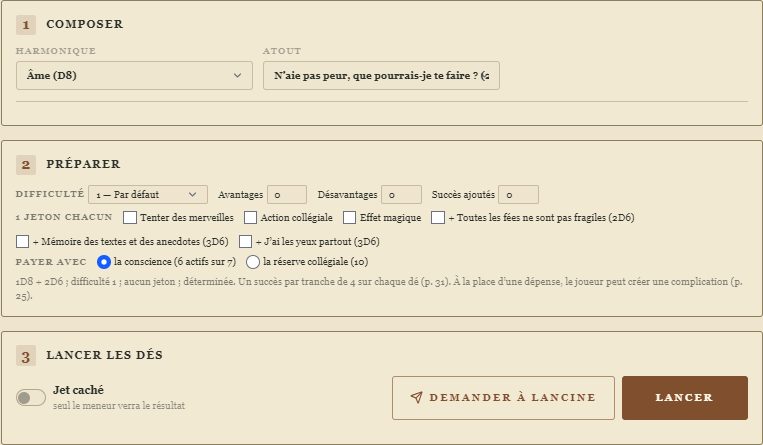 1 COMPOSER
HARMONIQUE ATOUT
Âme (D8) N'aie pas peur, que pourrais-je te faire ? (2
2 PRÉPARER
DIFFICULTÉ 1 — Par défaut Avantages 0 Désavantages 0 Succès ajoutés 0
1 JETON CHACUN Tenter des merveilles Action collégiale Effet magique + Toutes les fées ne sont pas fragiles (2D6)
+ Mémoire des textes et des anecdotes (3D6) + J'ai les yeux partout (3D6)
PAYER AVEC la conscience (6 actifs sur 7) la réserve collégiale (10)
1D8 + 2D6 ; difficulté 1 ; aucun jeton ; déterminée. Un succès par tranche de 4 sur chaque dé (p. 31). À la place d'une dépense, le joueur peut créer une complication (p.
25).
3 LANCER LES DÉS
Jet caché
seul le meneur verra le résultat
DEMANDER À LANCINE LANCER